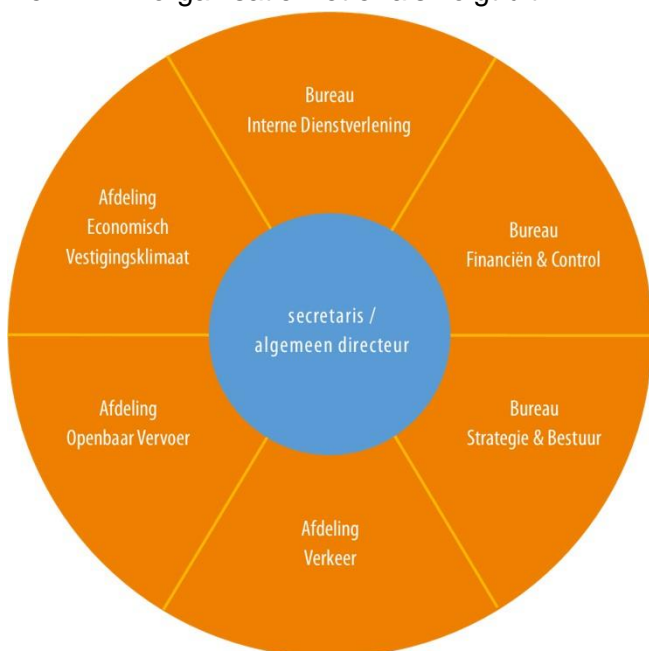 Bureau
Interne Dienstverlening
Afdeling
Economisch
Vestigingsklimaat
Bureau
Financiën & Control
secretaris /
algemeen directeur
Afdeling
Openbaar Vervoer
Bureau
Strategie & Bestuur
Afdeling
Verkeer